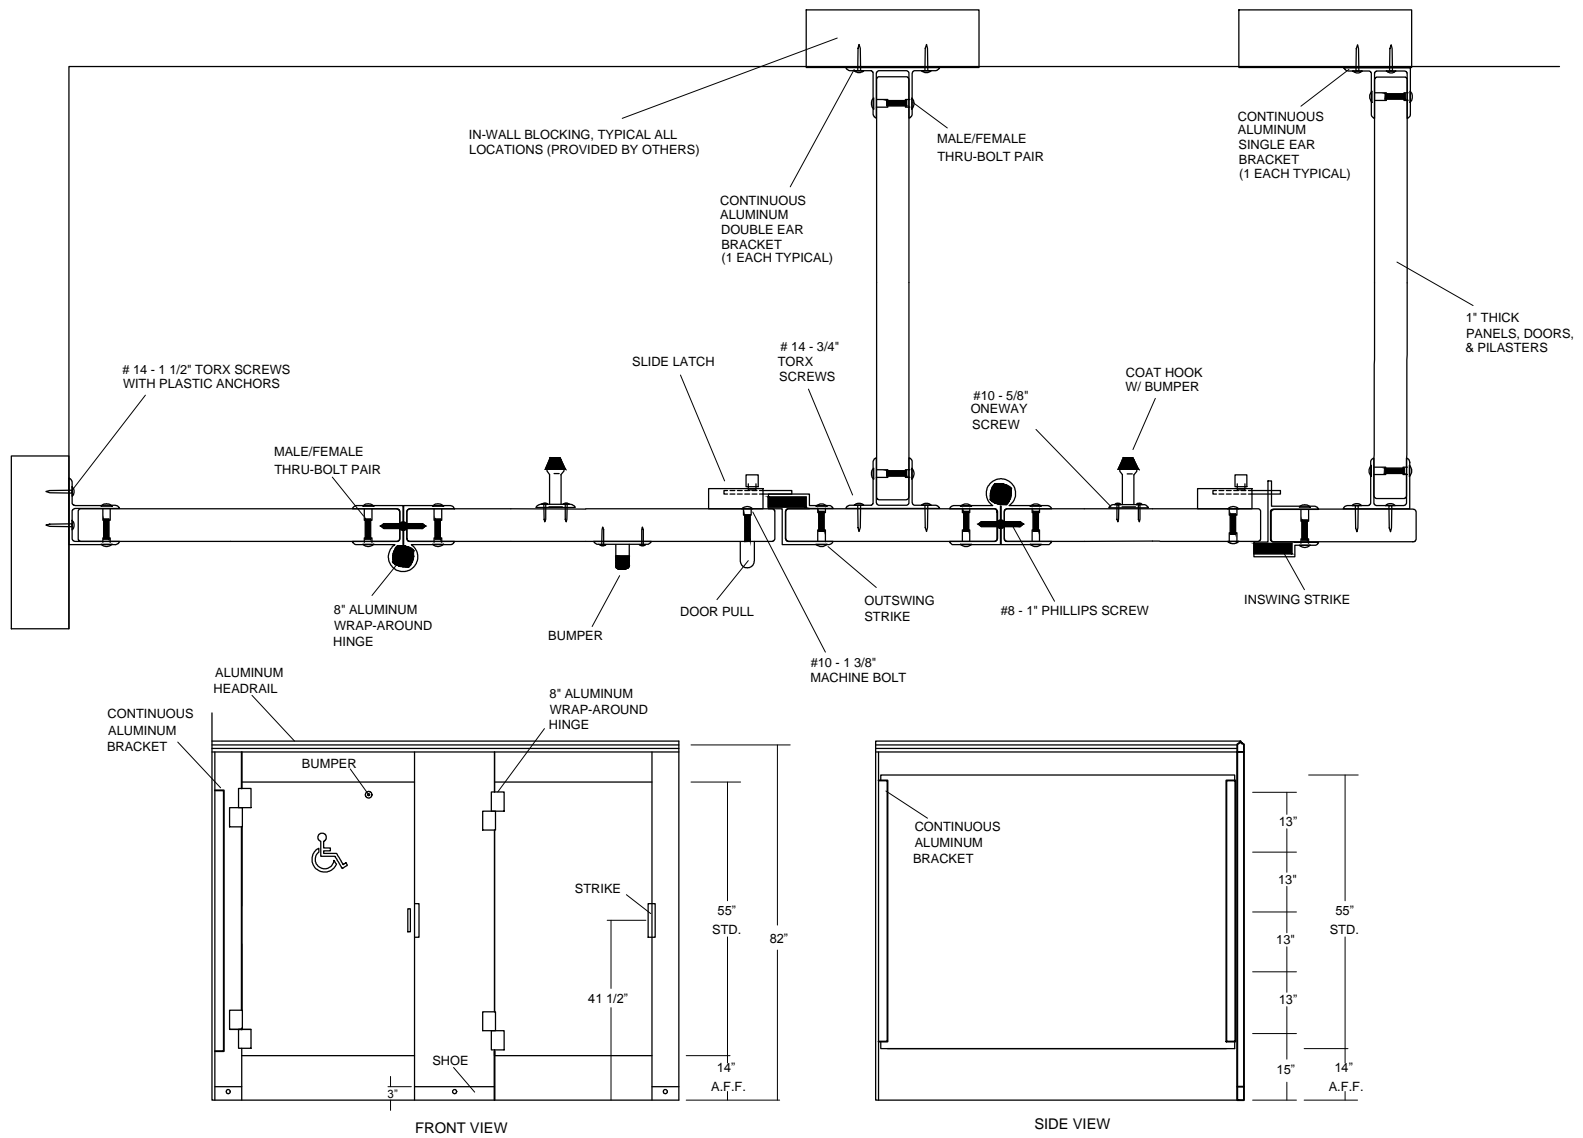 IN-WALL BLOCKING, TYPICAL ALL
LOCATIONS (PROVIDED BY OTHERS)
MALE/FEMALE
THRU-BOLT PAIR
CONTINUOUS
ALUMINUM
SINGLE EAR
BRACKET
(1 EACH TYPICAL)
CONTINUOUS
ALUMINUM
DOUBLE EAR
BRACKET
(1 EACH TYPICAL)
1" THICK
PANELS, DOORS,
& PILASTERS
# 14 - 1 1/2" TORX SCREWS
WITH PLASTIC ANCHORS
SLIDE LATCH
# 14 - 3/4"
TORX
SCREWS
#10 - 5/8"
ONEWAY
SCREW
COAT HOOK
W/ BUMPER
MALE/FEMALE
THRU-BOLT PAIR
8" ALUMINUM
WRAP-AROUND
HINGE
BUMPER
DOOR PULL
#10 - 1 3/8"
MACHINE BOLT
OUTSWING
STRIKE
#8 - 1" PHILLIPS SCREW
INSWING STRIKE
ALUMINUM
HEADRAIL
CONTINUOUS
ALUMINUM
BRACKET
BUMPER
8" ALUMINUM
WRAP-AROUND
HINGE
STRIKE
41 1/2”
55”
STD.
82”
SHOE
3”
14”
A.F.F.
FRONT VIEW
CONTINUOUS
ALUMINUM
BRACKET
13”
13”
13”
13”
15”
55”
STD.
14”
A.F.F.
SIDE VIEW